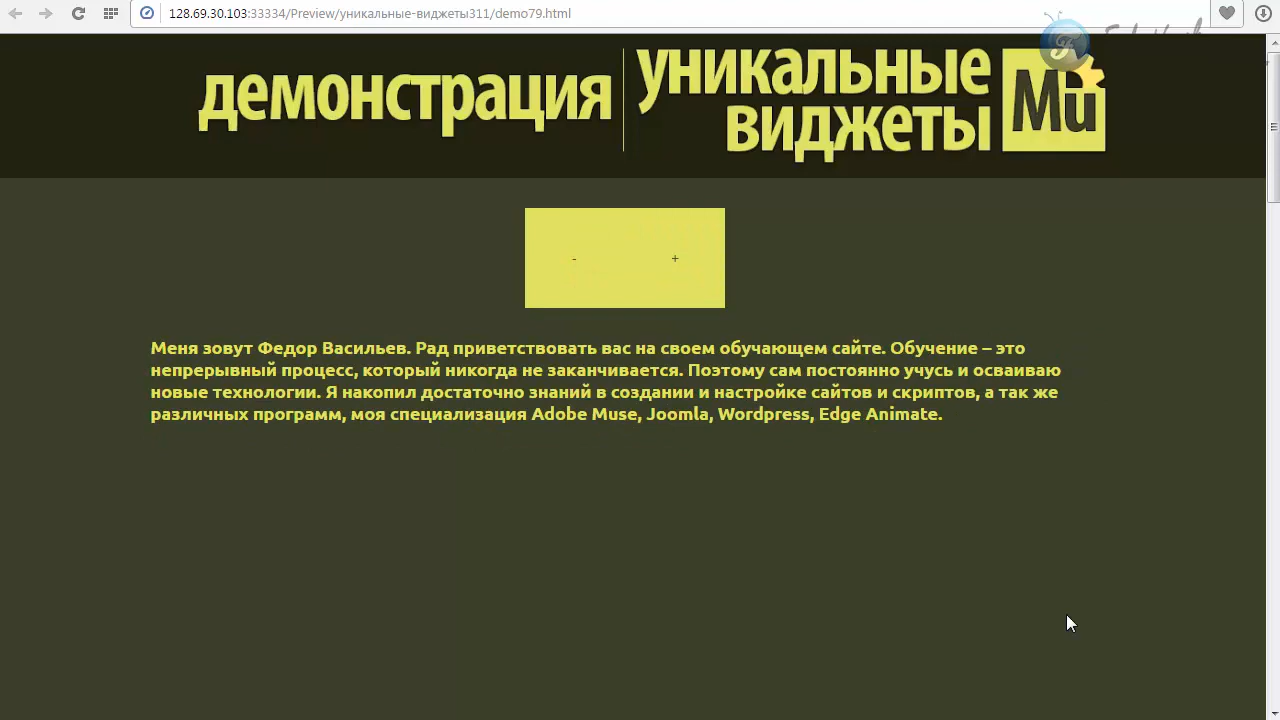 128.69.30.103:33334/Preview/уникальные-виджеты311/demo79.html
демонстрация
уникальные
виджеты
Mu
- +
Меня зовут Федор Васильев. Рад приветствовать вас на своем обучающем сайте. Обучение – это
непрерывный процесс, который никогда не заканчивается. Поэтому сам постоянно учусь и осваиваю
новые технологии. Я накопил достаточно знаний в создании и настройке сайтов и скриптов, а так же
различных программ, моя специализация Adobe Muse, Joomla, Wordpress, Edge Animate.